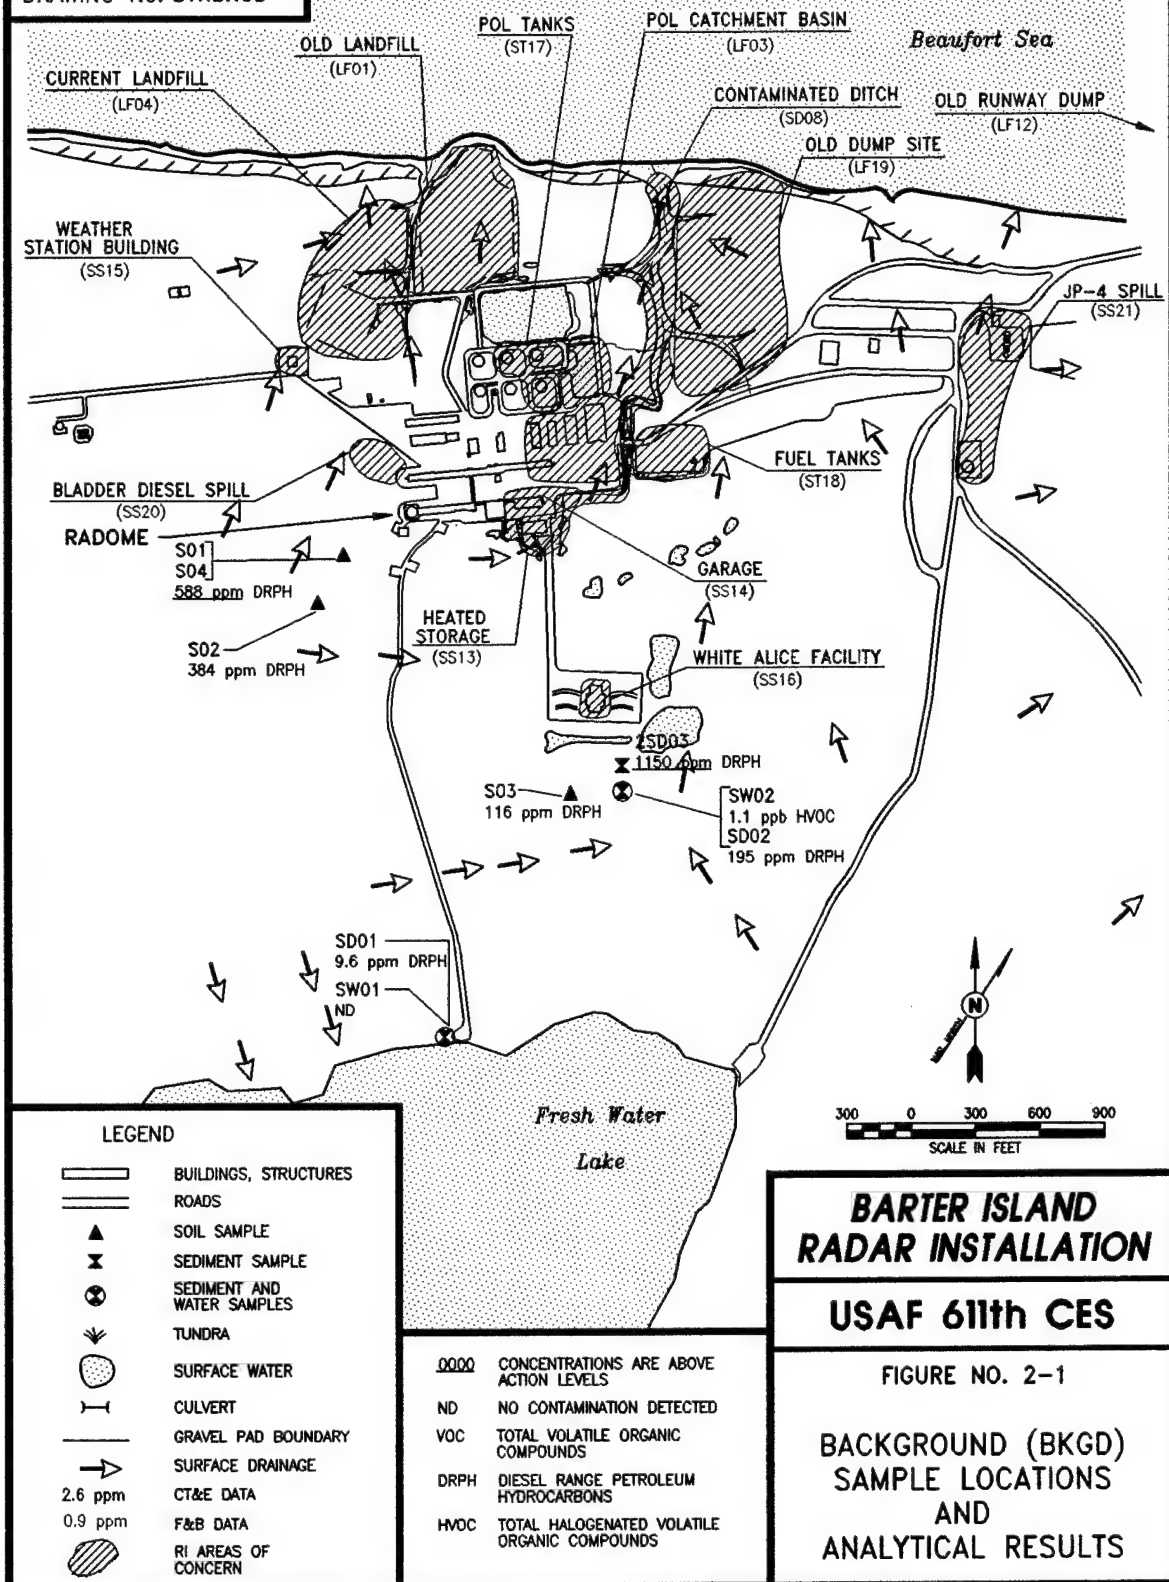 POL TANKS
(ST17)
POL CATCHMENT BASIN
(LF03)
Beaufort Sea
OLD LANDFILL
(LF01)
CURRENT LANDFILL
(LF04)
CONTAMINATED DITCH
(SD08)
OLD RUNWAY DUMP
(LF12)
OLD DUMP SITE
(LF19)
WEATHER
STATION BUILDING
(SS15)
JP-4 SPILL
(SS21)
FUEL TANKS
(ST18)
BLADDER DIESEL SPILL
(SS20)
RADOME
S01
S04
588 ppm DRPH
S02
384 ppm DRPH
GARAGE
(SS14)
HEATED
STORAGE
(SS13)
WHITE ALICE FACILITY
(SS16)
2SD03
1150 ppm DRPH
S03
116 ppm DRPH
SW02
1.1 ppb HVOC
SD02
195 ppm DRPH
SD01
9.6 ppm DRPH
SW01
ND
N
Fresh Water
Lake
300 0 300 600 900
SCALE IN FEET
LEGEND
BUILDINGS, STRUCTURES
ROADS
SOIL SAMPLE
SEDIMENT SAMPLE
SEDIMENT AND
WATER SAMPLES
TUNDRA
SURFACE WATER
CULVERT
GRAVEL PAD BOUNDARY
SURFACE DRAINAGE
2.6 ppm CT&E DATA
0.9 ppm F&B DATA
RI AREAS OF
CONCERN
0000 CONCENTRATIONS ARE ABOVE
ACTION LEVELS
ND NO CONTAMINATION DETECTED
VOC TOTAL VOLATILE ORGANIC
COMPOUNDS
DRPH DIESEL RANGE PETROLEUM
HYDROCARBONS
HVOC TOTAL HALOGENATED VOLATILE
ORGANIC COMPOUNDS
BARTER ISLAND
RADAR INSTALLATION
USAF 611th CES
FIGURE NO. 2-1
BACKGROUND (BKGD)
SAMPLE LOCATIONS
AND
ANALYTICAL RESULTS